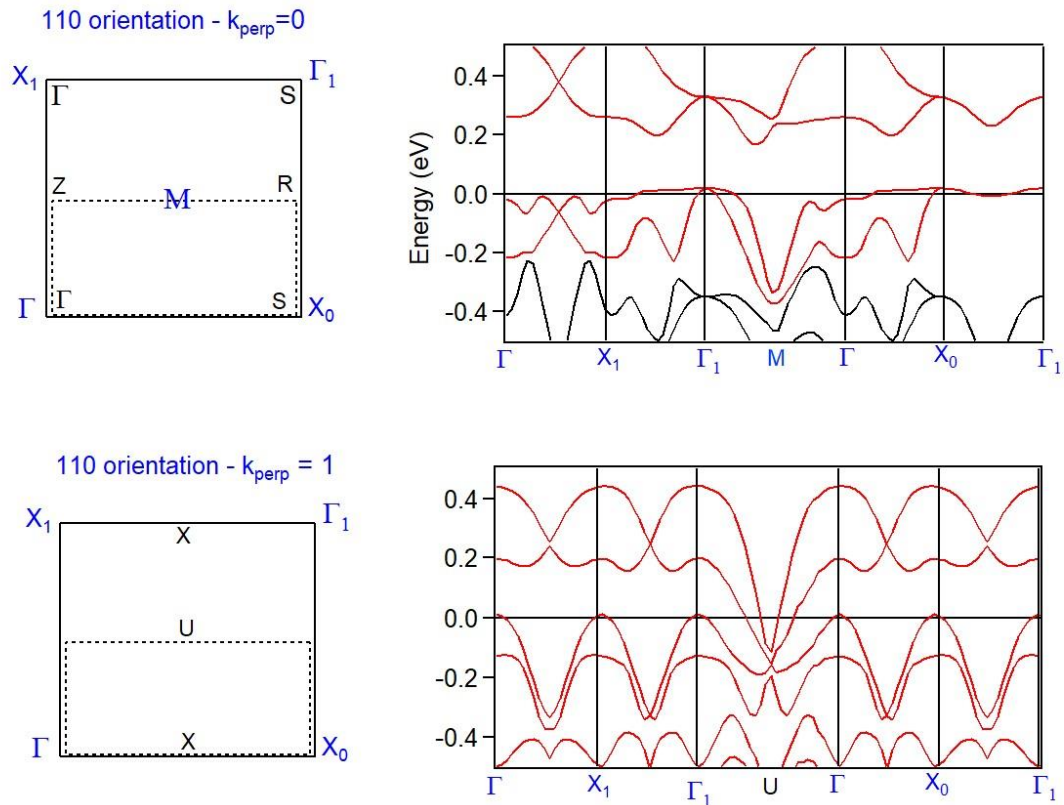 110 orientation - kperp=0
X1 Γ1
Γ S
Z M R
Γ S
Γ X0
Energy (eV)
0.4
0.2
0.0
-0.2
-0.4
Γ X1 Γ1 M Γ X0 Γ1
110 orientation - kperp = 1
X1 Γ1
X
U
X
Γ X0
0.4
0.2
0.0
-0.2
-0.4
Γ X1 Γ1 U Γ X0 Γ1